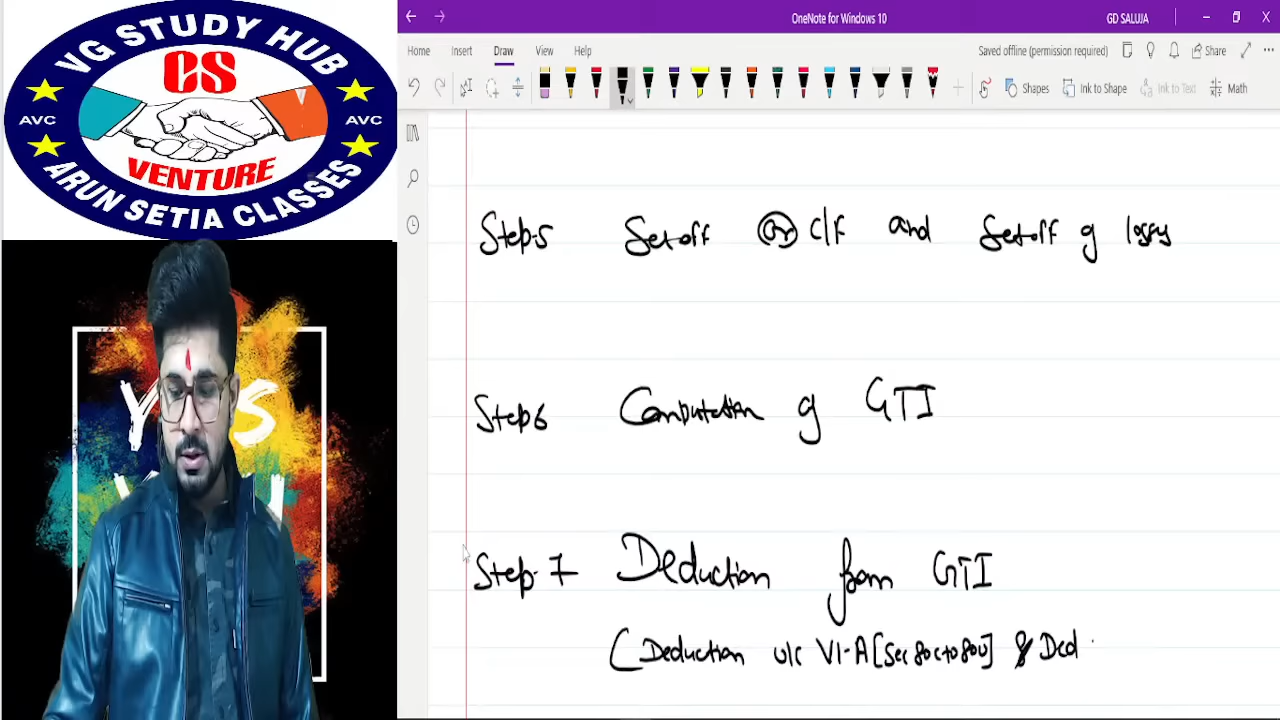 VG STUDY HUB
CS
AVC
AVC
VENTURE
ARUN SETIA CLASSES
OneNote for Windows 10
GD SALUJA
Home Insert Draw View Help
Saved offline (permission required)
Share
Shapes
Ink to Shape
Ink to Text
Math
Step-5 Setoff or c/f and Setoff of losses
Step 6 Computation of GTI
Step-7 Deduction from GTI
(Deduction u/c VI-A [Sec 80C to 80U] & Ded